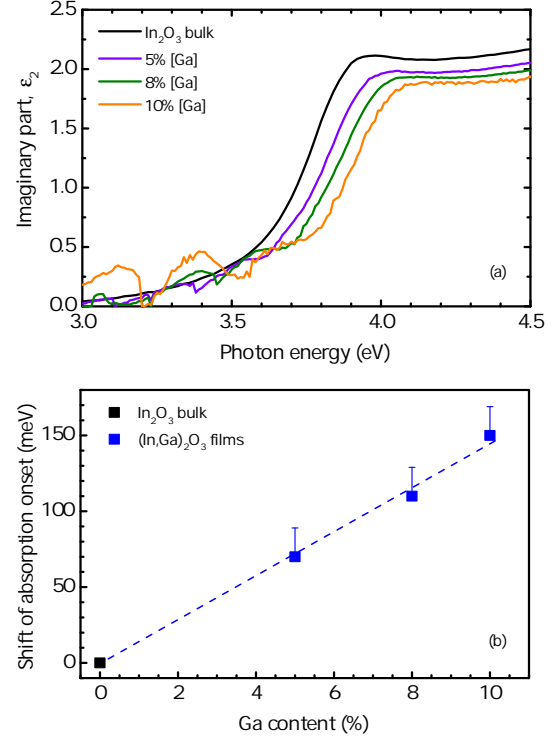 2.5
2.0
1.5
1.0
0.5
0.0
Imaginary part, ε₂
In₂O₃ bulk
5% [Ga]
8% [Ga]
10% [Ga]
(a)
3.0 3.5 4.0 4.5
Photon energy (eV)
150
100
50
0
Shift of absorption onset (meV)
In₂O₃ bulk
(In,Ga)₂O₃ films
(b)
0 2 4 6 8 10
Ga content (%)